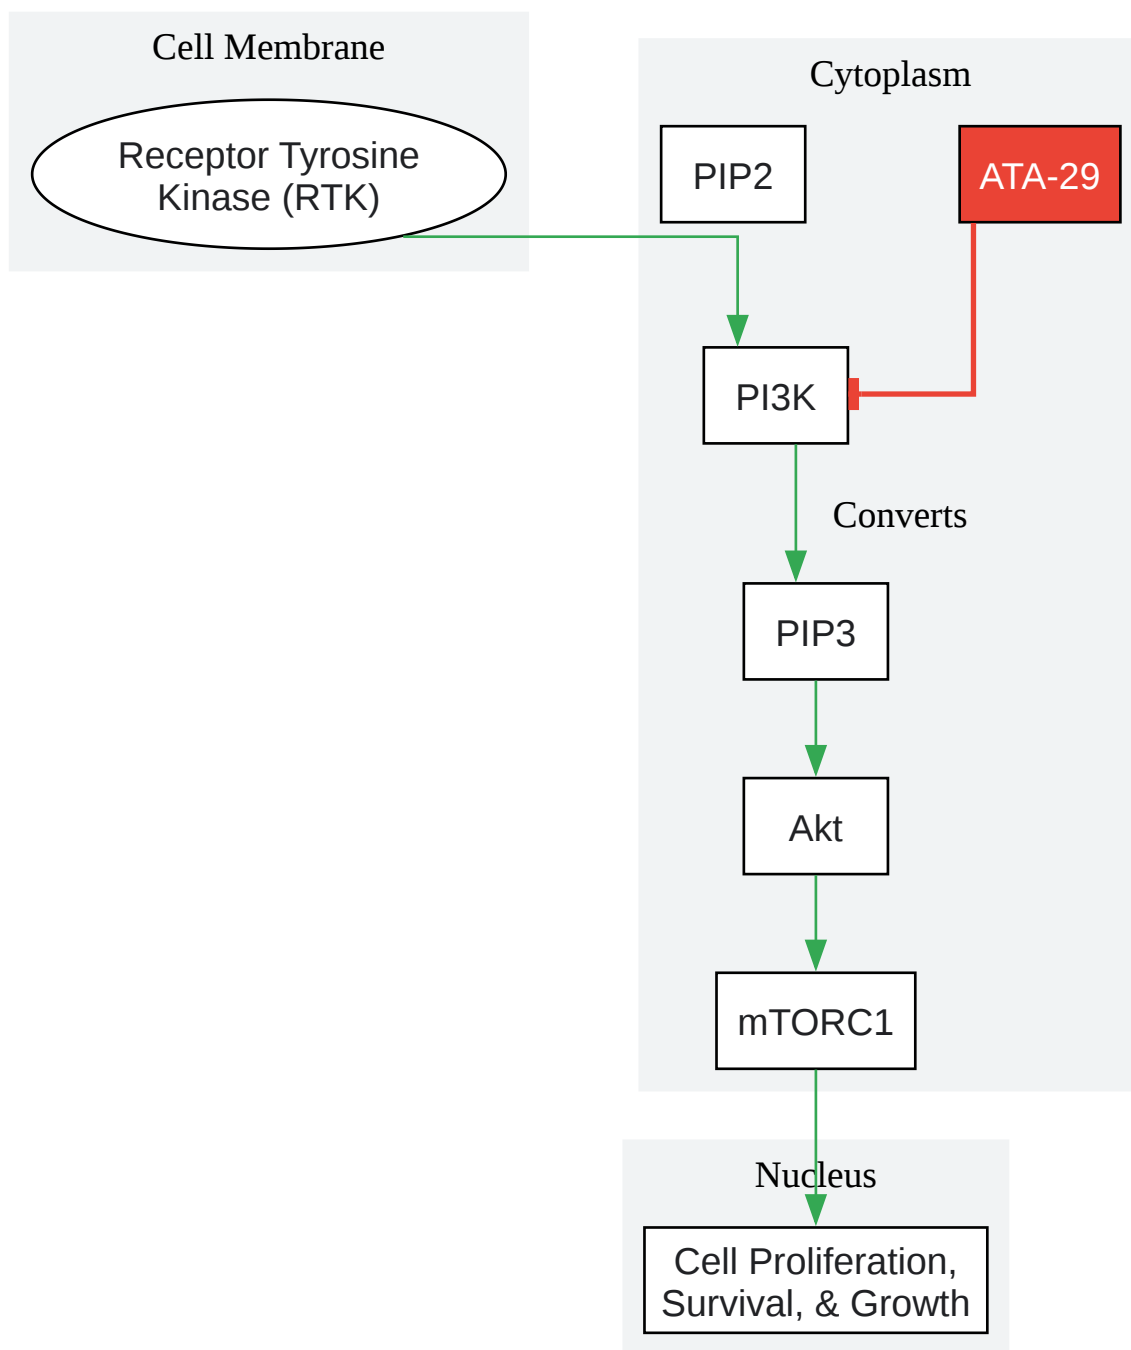 Cell Membrane
Receptor Tyrosine
Kinase (RTK)
Cytoplasm
PIP2
ATA-29
PI3K
Converts
PIP3
Akt
mTORC1
Nucleus
Cell Proliferation,
Survival, & Growth